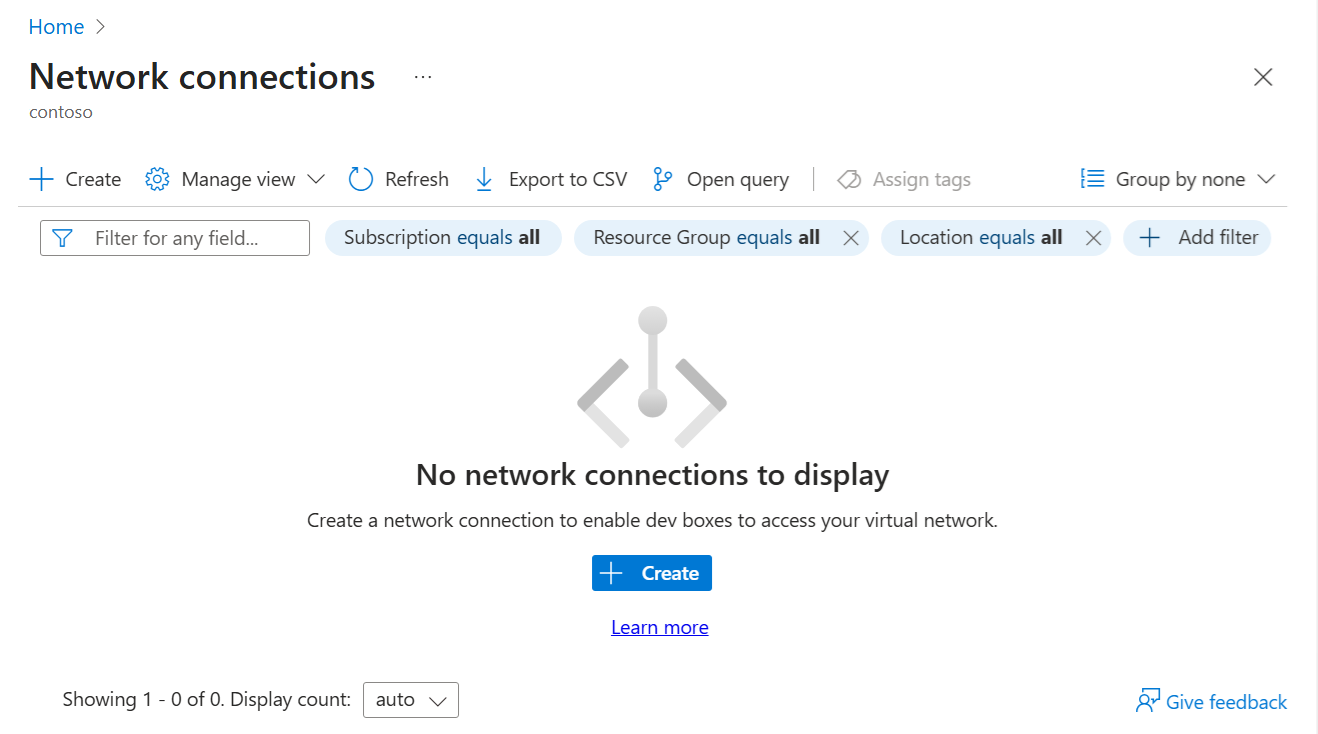 Home
Network connections ...
contoso
Create Manage view Refresh Export to CSV Open query Assign tags Group by none
Filter for any field... Subscription equals all Resource Group equals all Location equals all Add filter
No network connections to display
Create a network connection to enable dev boxes to access your virtual network.
Create
Learn more
Showing 1 - 0 of 0. Display count: auto Give feedback